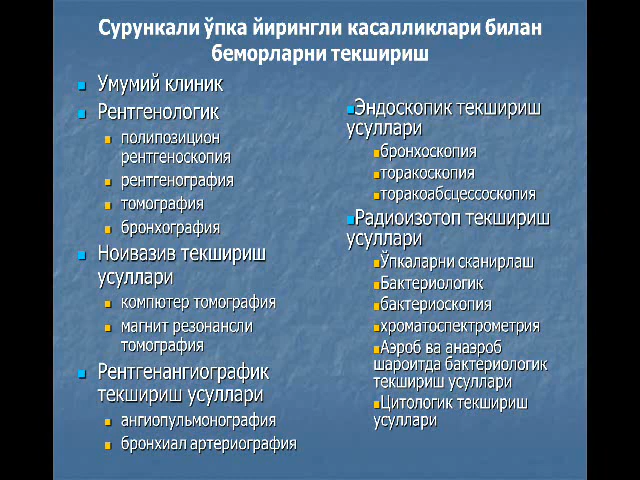 Сурункали ўпка йирингли касалликлари билан
беморларни текшириш
Умумий клиник
Рентгенологик
полипозицион
рентгеноскопия
рентгенография
томография
бронхография
Ноивазив текшириш
усуллари
компютер томография
магнит резонансли
томография
Рентгенангиографик
текшириш усуллари
ангиопульмонография
бронхиал артериография
Эндоскопик текшириш
усуллари
бронхоскопия
торакоскопия
торакоабсцессоскопия
Радиоизотоп текшириш
усуллари
Ўпкаларни сканирлаш
Бактериологик
бактериоскопия
хроматоспектрометрия
Аэроб ва анаэроб
шароитда бактериологик
текшириш усуллари
Цитологик текшириш
усуллари